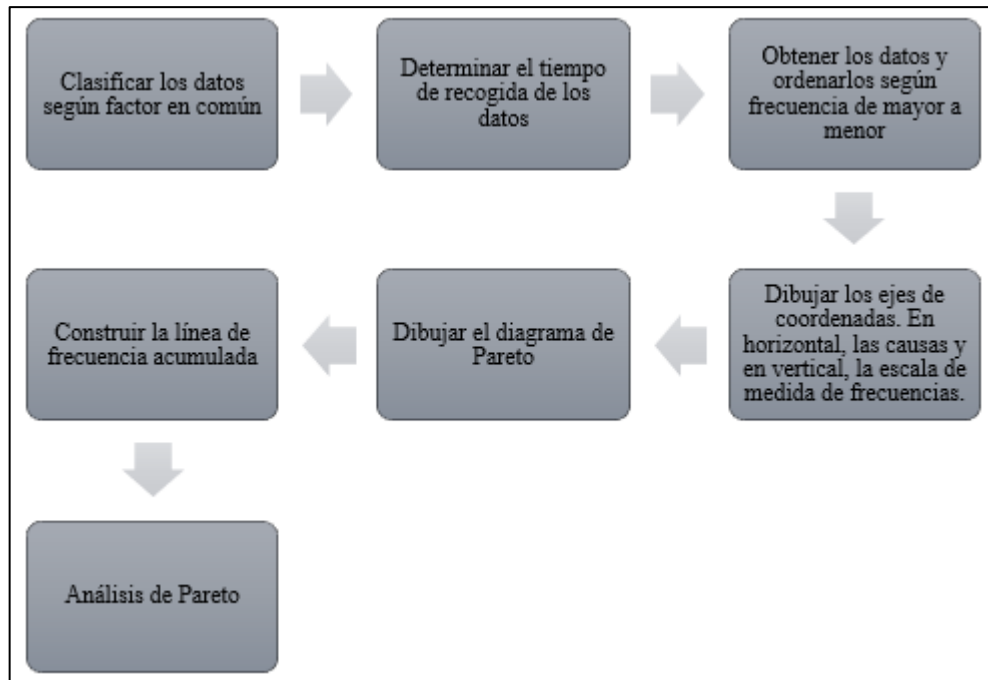 Clasificar los datos
según factor en común
Determinar el tiempo
de recogida de los
datos
Obtener los datos y
ordenarlos según
frecuencia de mayor a
menor
Dibujar los ejes de
coordenadas. En
horizontal, las causas y
en vertical, la escala de
medida de frecuencias.
Dibujar el diagrama de
Pareto
Construir la línea de
frecuencia acumulada
Análisis de Pareto